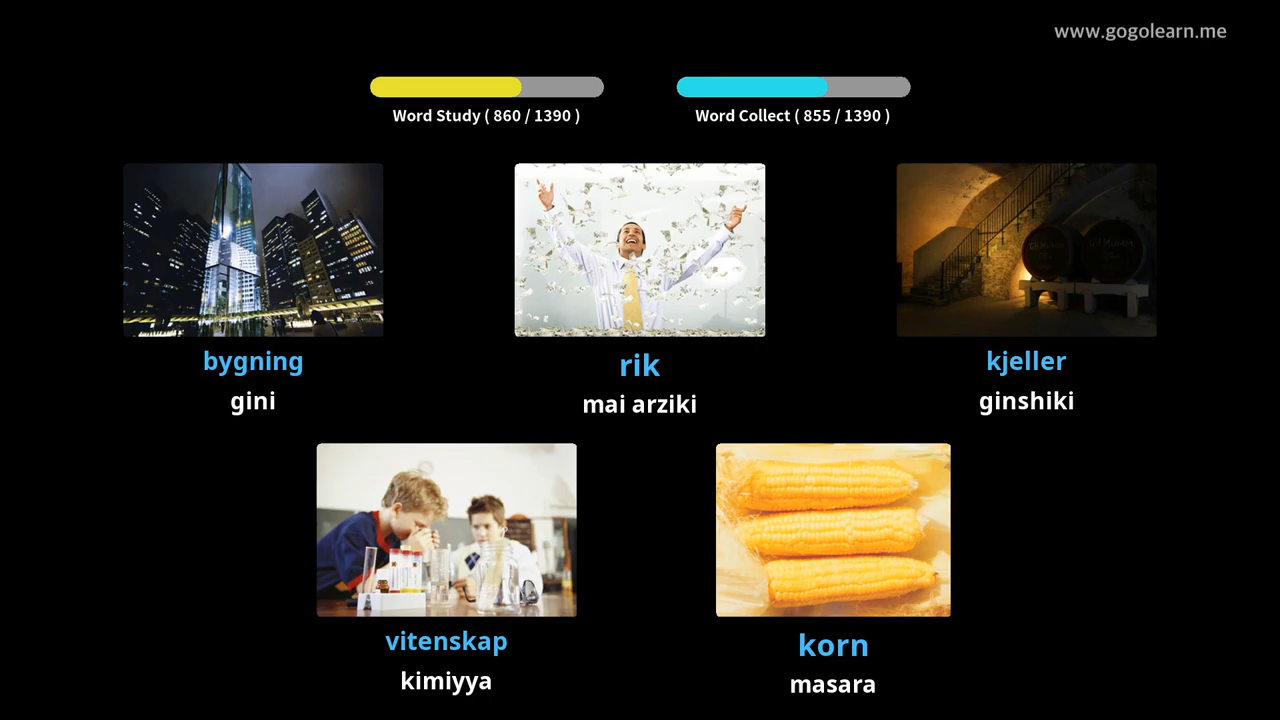 www.gogolearn.me
Word Study ( 860 / 1390 )
Word Collect ( 855 / 1390 )
bygning
rik
kjeller
gini
mai arziki
ginshiki
vitenskap
korn
kimiyya
masara